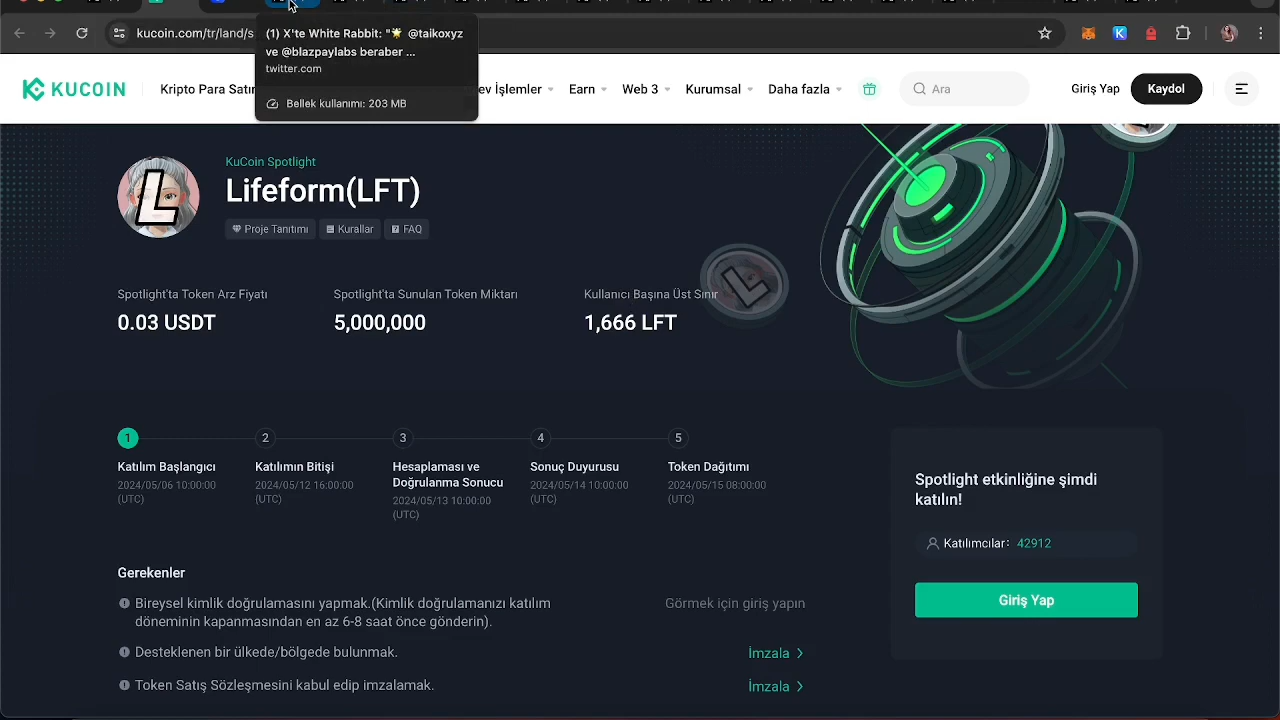 kucoin.com/tr/land/s
(1) X'te White Rabbit: "🌟 @taikoxyz
ve @blazpaylabs beraber ...
twitter.com
Bellek kullanımı: 203 MB
KUCOIN
Kripto Para Satır
ev İşlemler
Earn
Web 3
Kurumsal
Daha fazla
Ara
Giriş Yap
Kaydol
KuCoin Spotlight
Lifeform(LFT)
Proje Tanıtımı
Kurallar
FAQ
Spotlight'ta Token Arz Fiyatı
Spotlight'ta Sunulan Token Miktarı
Kullanıcı Başına Üst Sınır
0.03 USDT
5,000,000
1,666 LFT
1
2
3
4
5
Katılım Başlangıcı
2024/05/06 10:00:00
(UTC)
Katılımın Bitişi
2024/05/12 16:00:00
(UTC)
Hesaplaması ve
Doğrulanma Sonucu
2024/05/13 10:00:00
(UTC)
Sonuç Duyurusu
2024/05/14 10:00:00
(UTC)
Token Dağıtımı
2024/05/15 08:00:00
(UTC)
Spotlight etkinliğine şimdi
katılın!
Katılımcılar: 42912
Giriş Yap
Gerekenler
Bireysel kimlik doğrulamasını yapmak.(Kimlik doğrulamanızı katılım
döneminin kapanmasından en az 6-8 saat önce gönderin).
Görmek için giriş yapın
Desteklenen bir ülkede/bölgede bulunmak.
İmzala
Token Satış Sözleşmesini kabul edip imzalamak.
İmzala